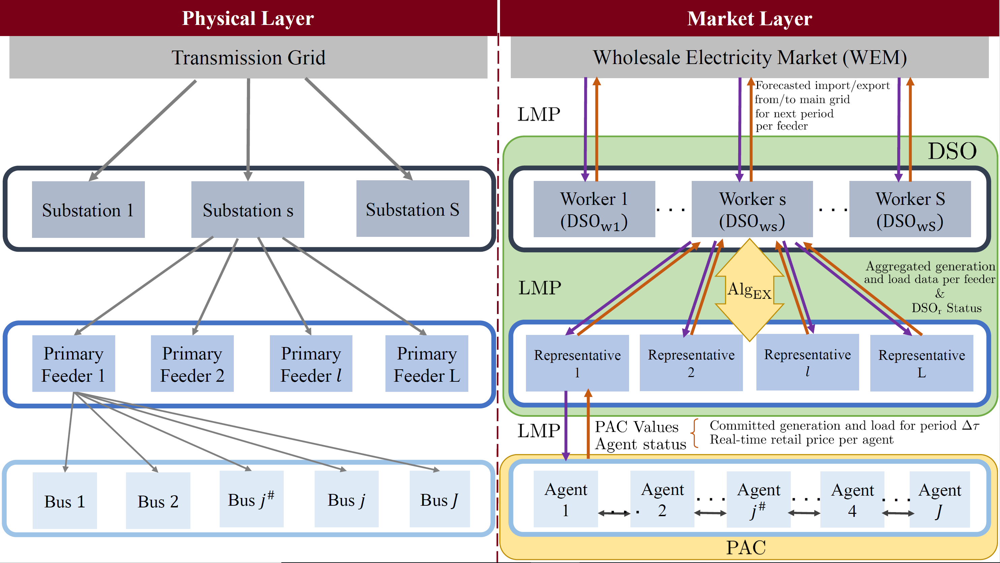 Physical Layer
Market Layer
Transmission Grid
Wholesale Electricity Market (WEM)
LMP
Forecasted import/export
from/to main grid
for next period
per feeder
DSO
Substation 1
Substation s
Substation S
Worker 1
(DSOw1)
. . .
Worker s
(DSOws)
. . .
Worker S
(DSOwS)
LMP
AlgEX
Aggregated generation
and load data per feeder
&
DSOr Status
Primary
Feeder 1
Primary
Feeder 2
Primary
Feeder l
Primary
Feeder L
Representative
1
Representative
2
Representative
l
Representative
L
LMP
PAC Values
Agent status
Committed generation and load for period Δτ
Real-time retail price per agent
Bus 1
Bus 2
Bus j#
Bus j
Bus J
Agent
1
. . .
Agent
2
. . .
Agent
j#
. . .
Agent
4
. . .
Agent
J
PAC